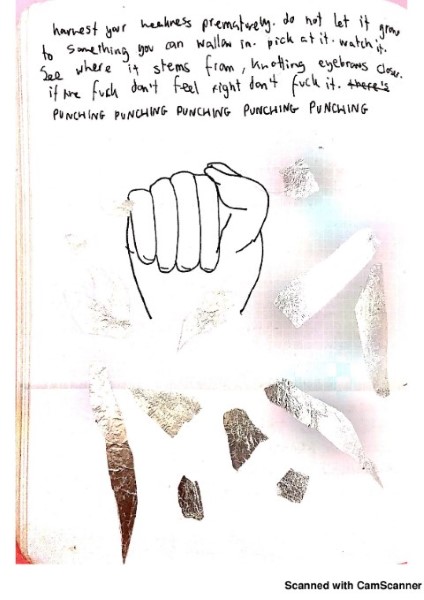 harvest your weakness prematurely. do not let it grow
to something you can wallow in. pick at it. watch it.
See where it stems from, knotting eyebrows closer.
if the fuck don't feel right don't fuck it. there's
PUNCHING PUNCHING PUNCHING PUNCHING PUNCHING
Scanned with CamScanner